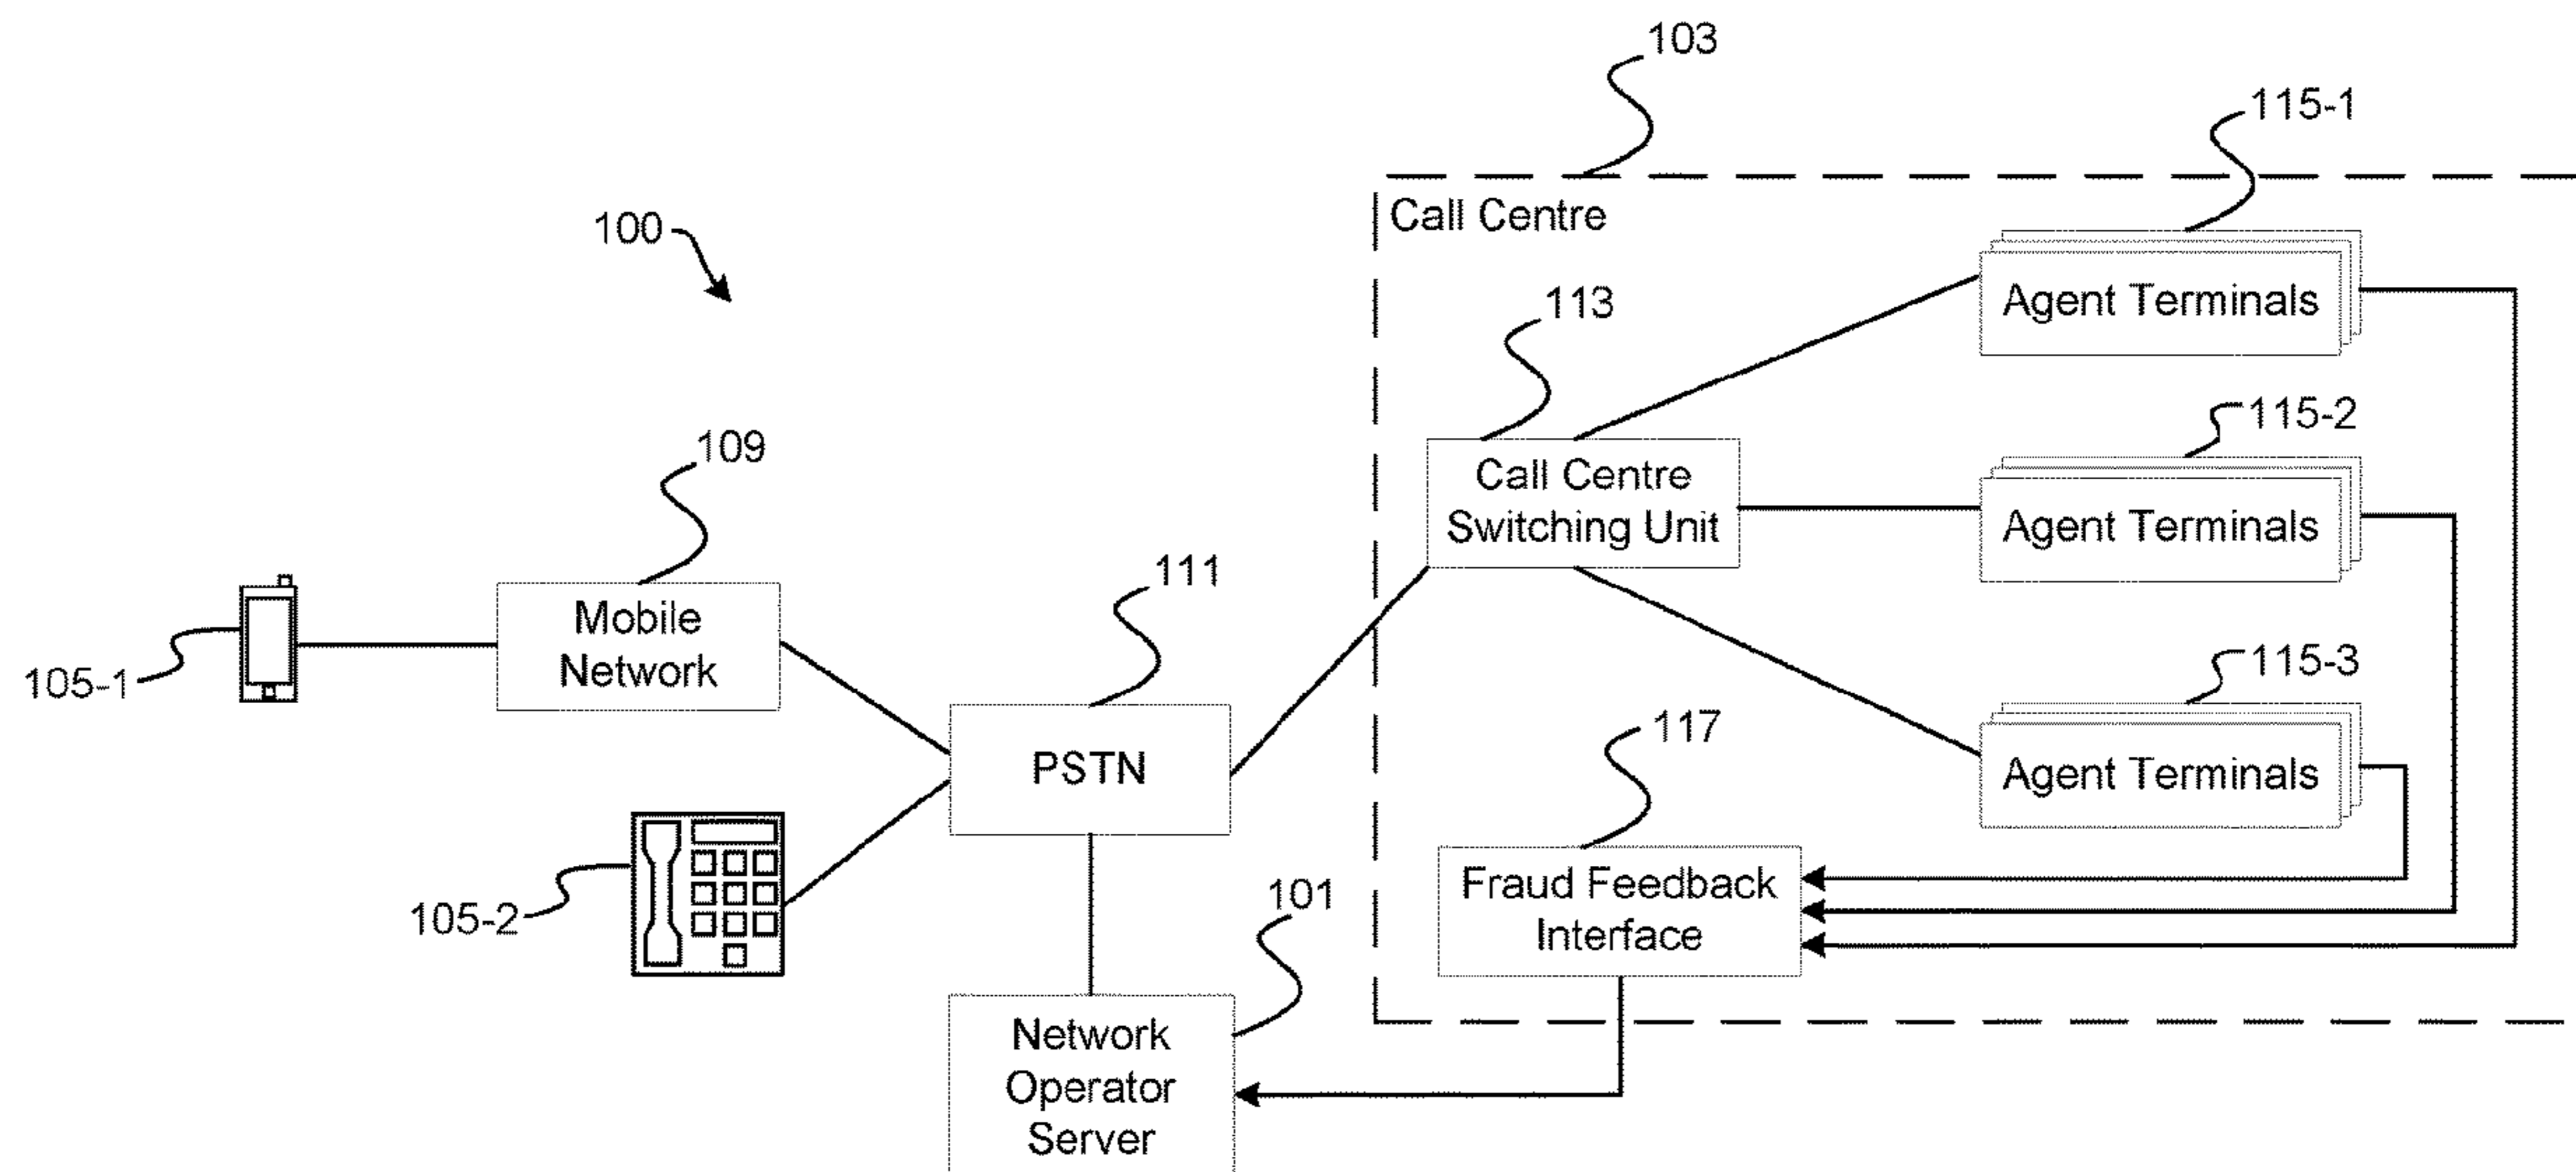 103
115-1
Call Centre
100
Agent Terminals
113
115-2
109
Call Centre
Switching Unit
Agent Terminals
111
Mobile
Network
105-1
115-3
117
PSTN
Agent Terminals
105-2
101
Fraud Feedback
Interface
Network
Operator
Server